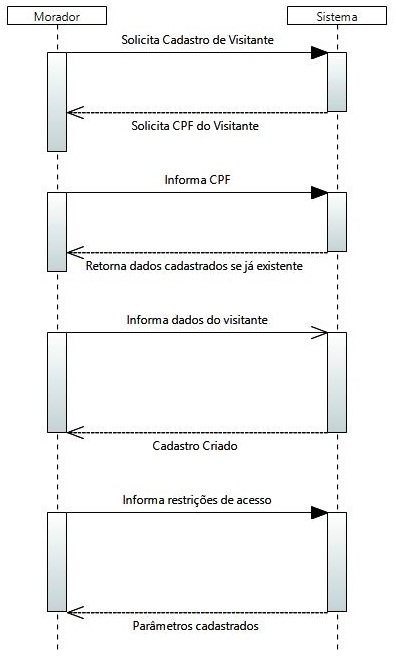 Morador
Sistema
Solicita Cadastro de Visitante
Solicita CPF do Visitante
Informa CPF
Retorna dados cadastrados se já existente
Informa dados do visitante
Cadastro Criado
Informa restrições de acesso
Parâmetros cadastrados